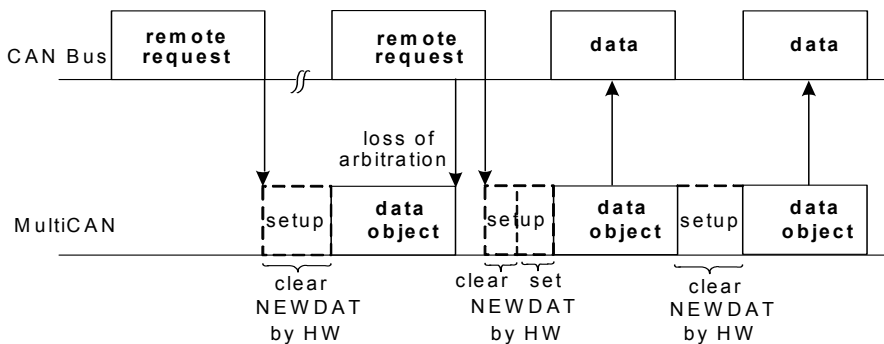 remote request
remote request
data
data
CAN Bus
loss of arbitration
setup
data object
setup
data object
setup
data object
MultiCAN
clear NEWDAT by HW
clear set NEWDAT by HW
clear NEWDAT by HW